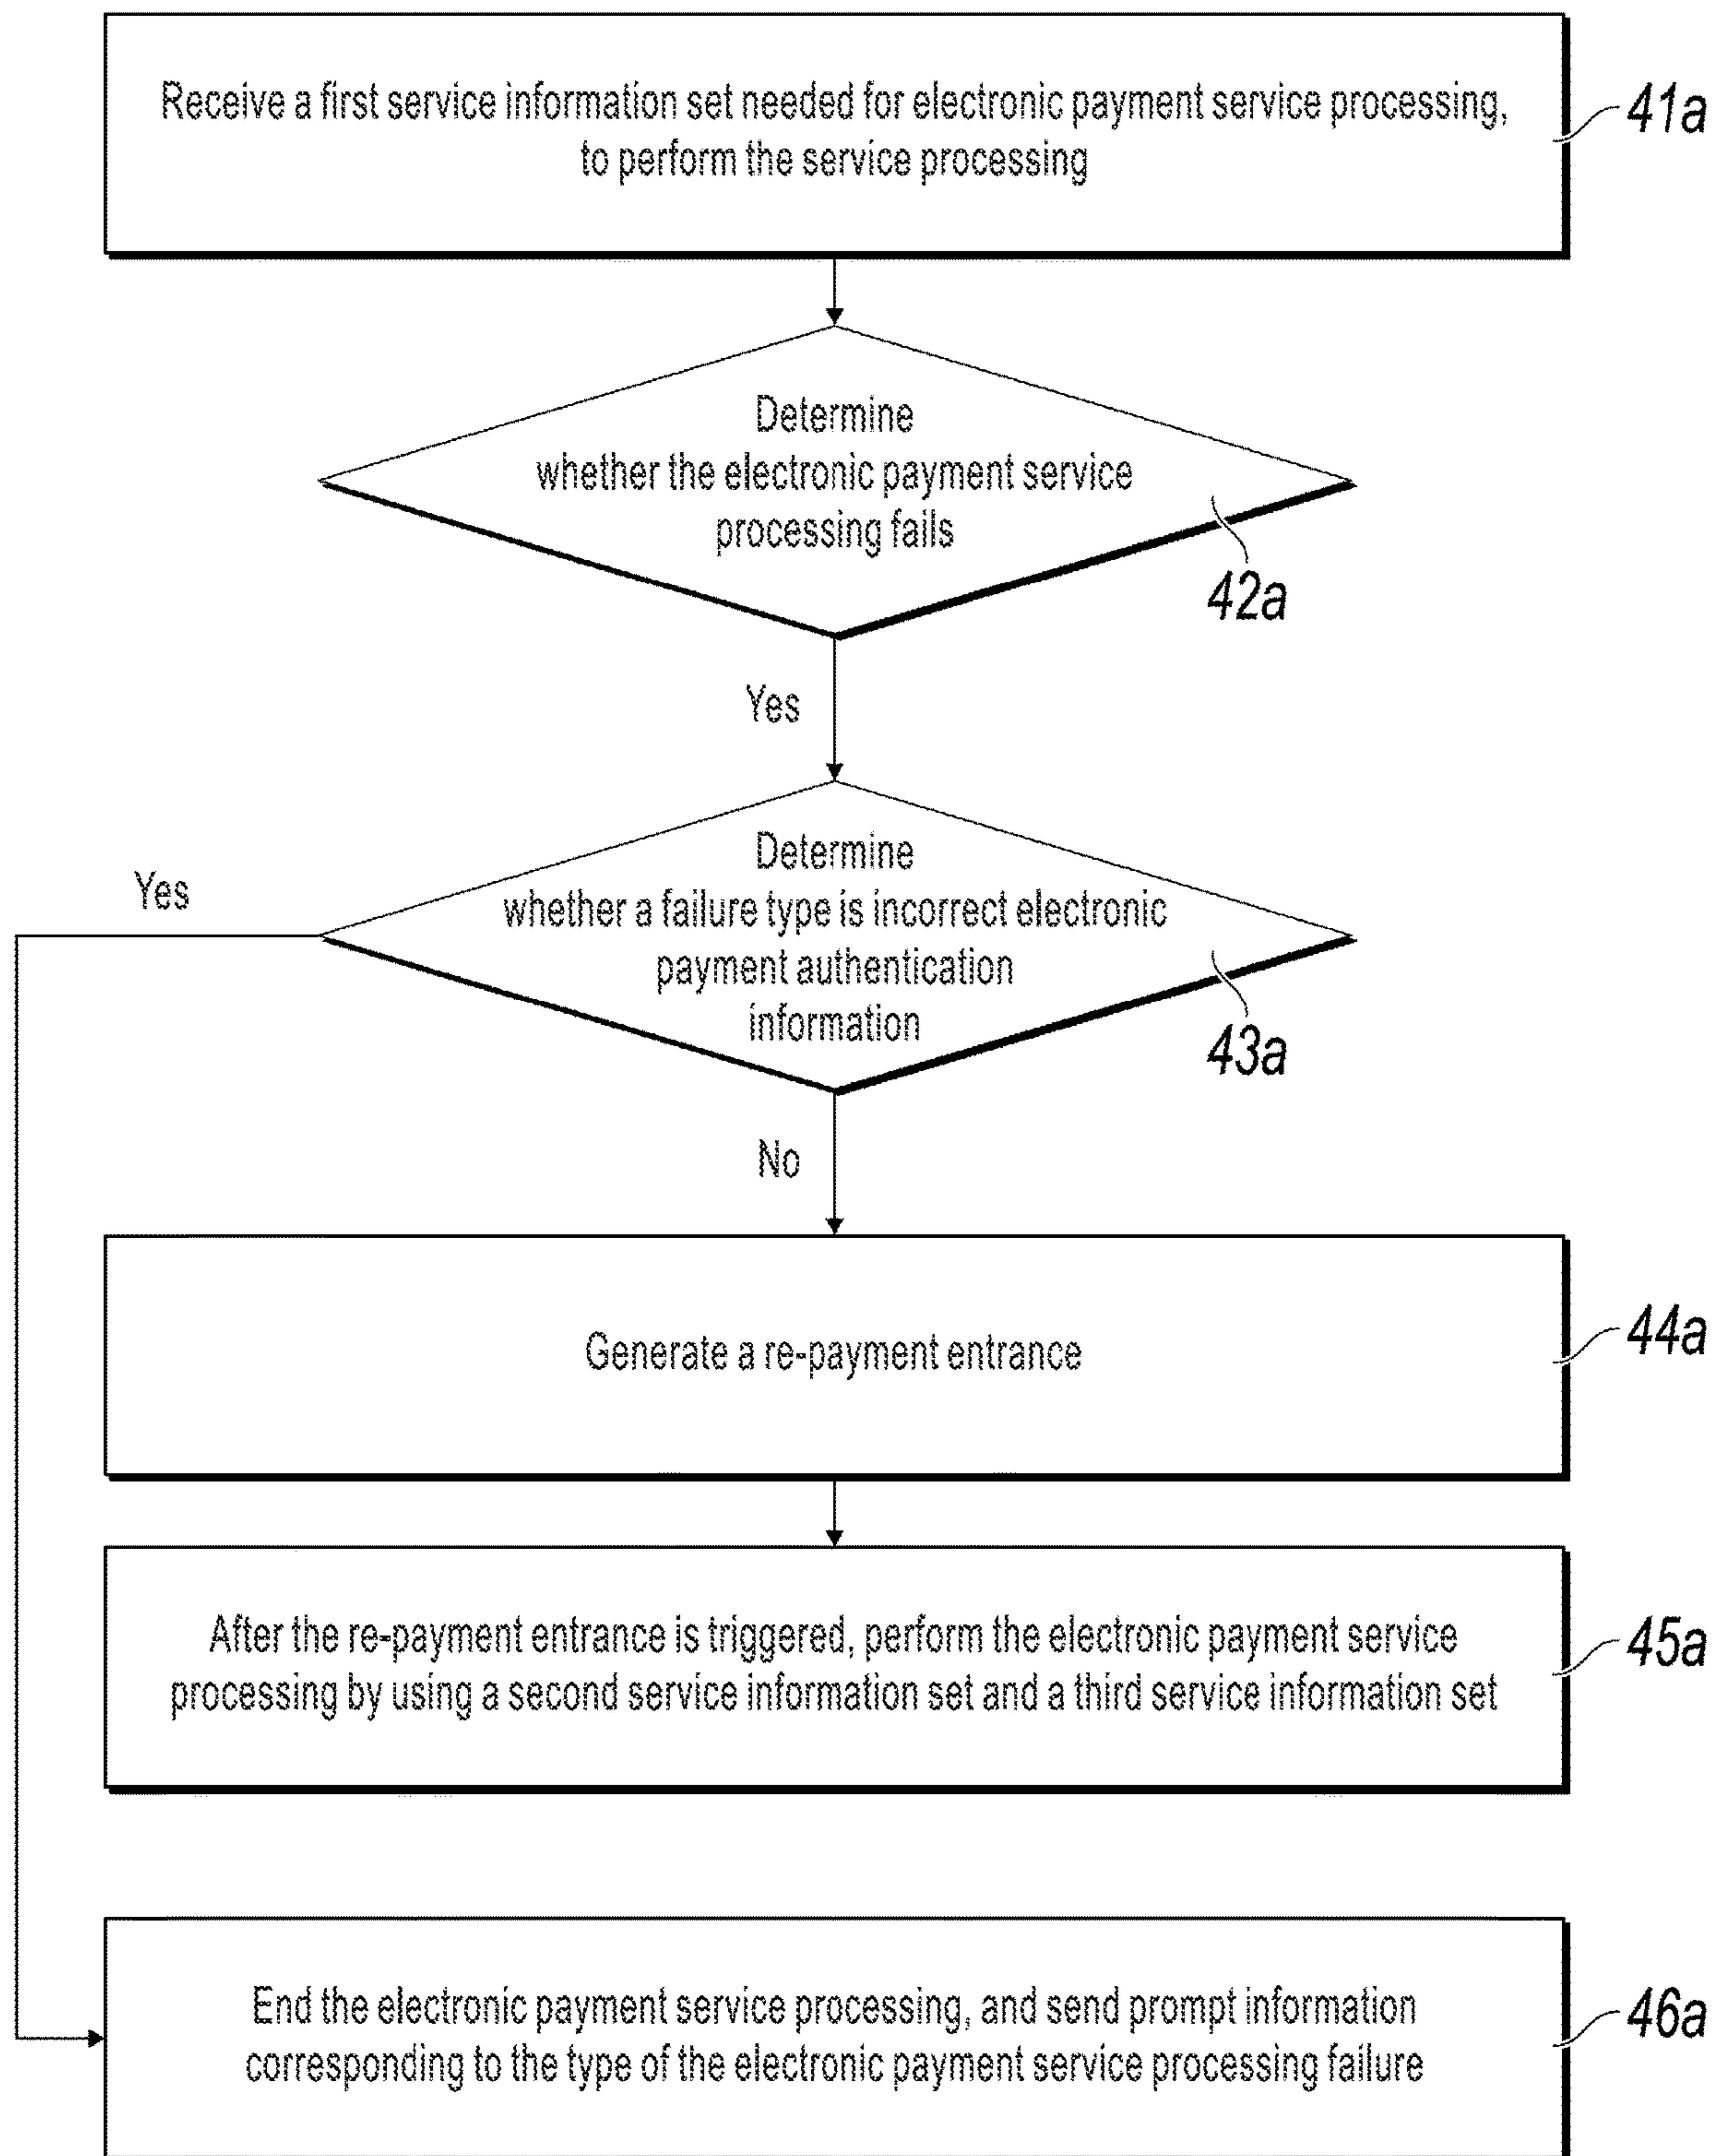 Receive a first service information set needed for electronic payment service processing,
to perform the service processing
41a
Determine
whether the electronic payment service
processing fails
42a
Yes
Determine
whether a failure type is incorrect electronic
payment authentication
information
43a
Yes
No
Generate a re-payment entrance
44a
After the re-payment entrance is triggered, perform the electronic payment service
processing by using a second service information set and a third service information set
45a
End the electronic payment service processing, and send prompt information
corresponding to the type of the electronic payment service processing failure
46a